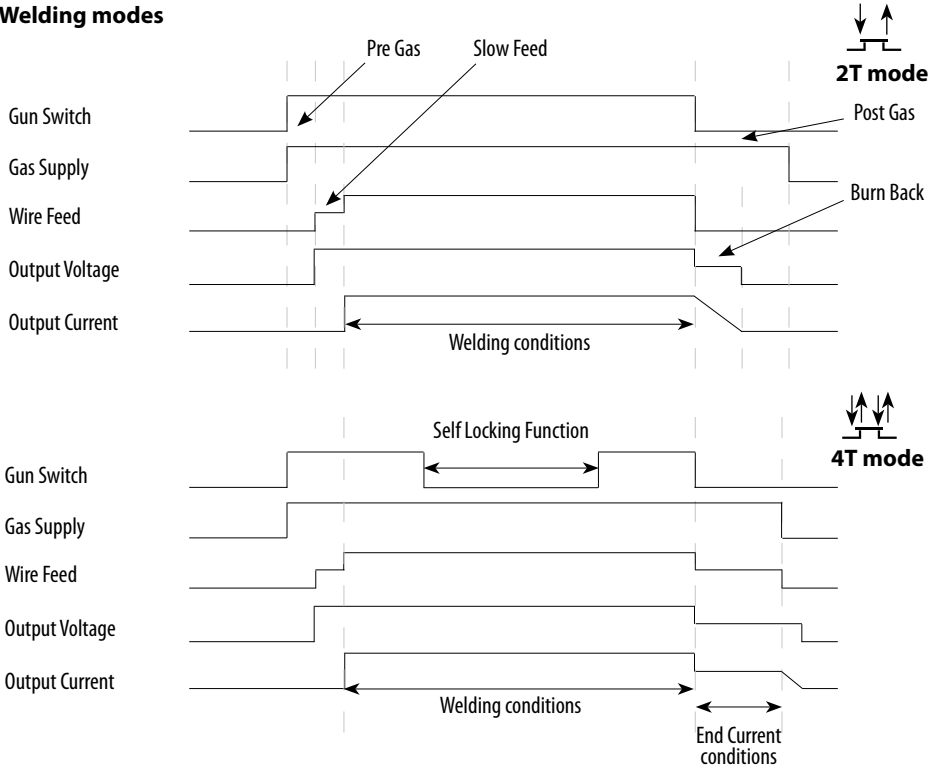 Welding modes
Pre Gas
Slow Feed
2T mode
Gun Switch
Post Gas
Gas Supply
Burn Back
Wire Feed
Output Voltage
Output Current
Welding conditions
Self Locking Function
4T mode
Gun Switch
Gas Supply
Wire Feed
Output Voltage
Output Current
Welding conditions
End Current
conditions